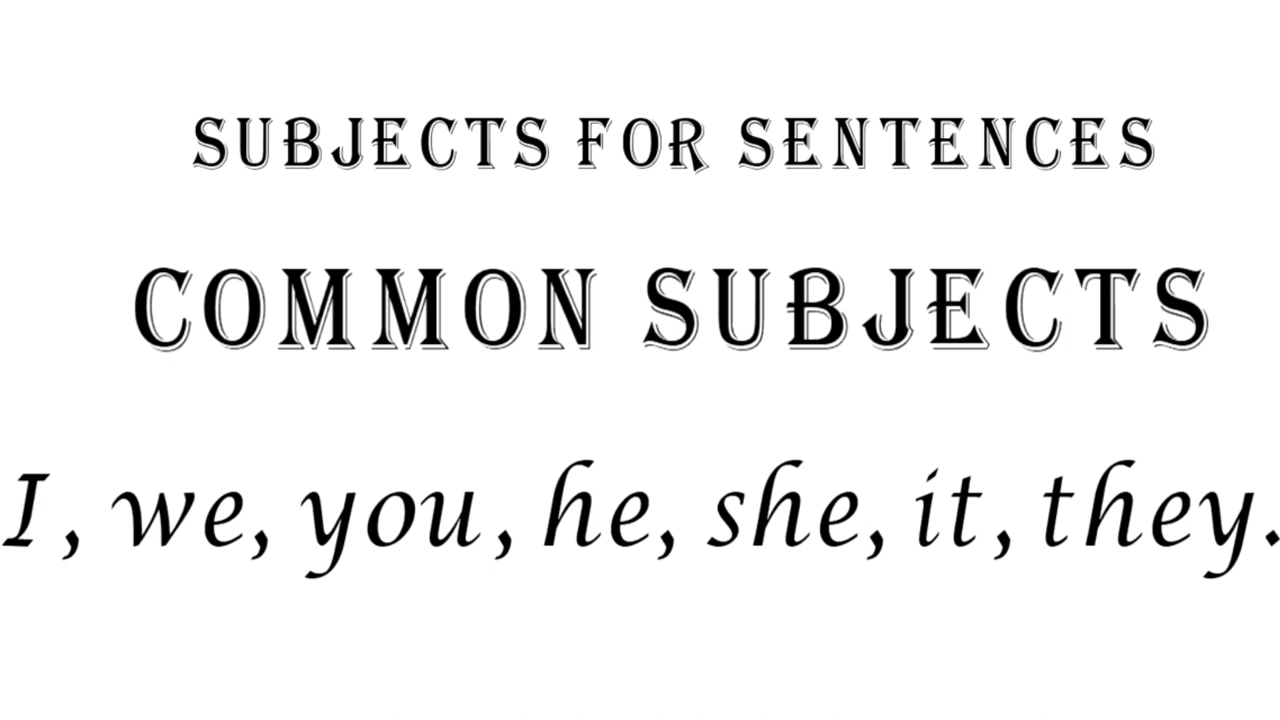 SUBJECTS FOR SENTENCES
COMMON SUBJECTS
I, we, you, he, she, it, they.